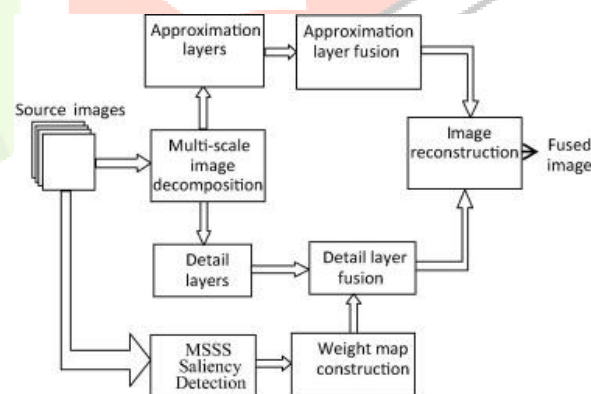 Approximation
layers
Approximation
layer fusion
Source images
Multi-scale
image
decomposition
Image
reconstruction
Fused
image
Detail
layers
Detail layer
fusion
MSSS
Saliency
Detection
Weight map
construction